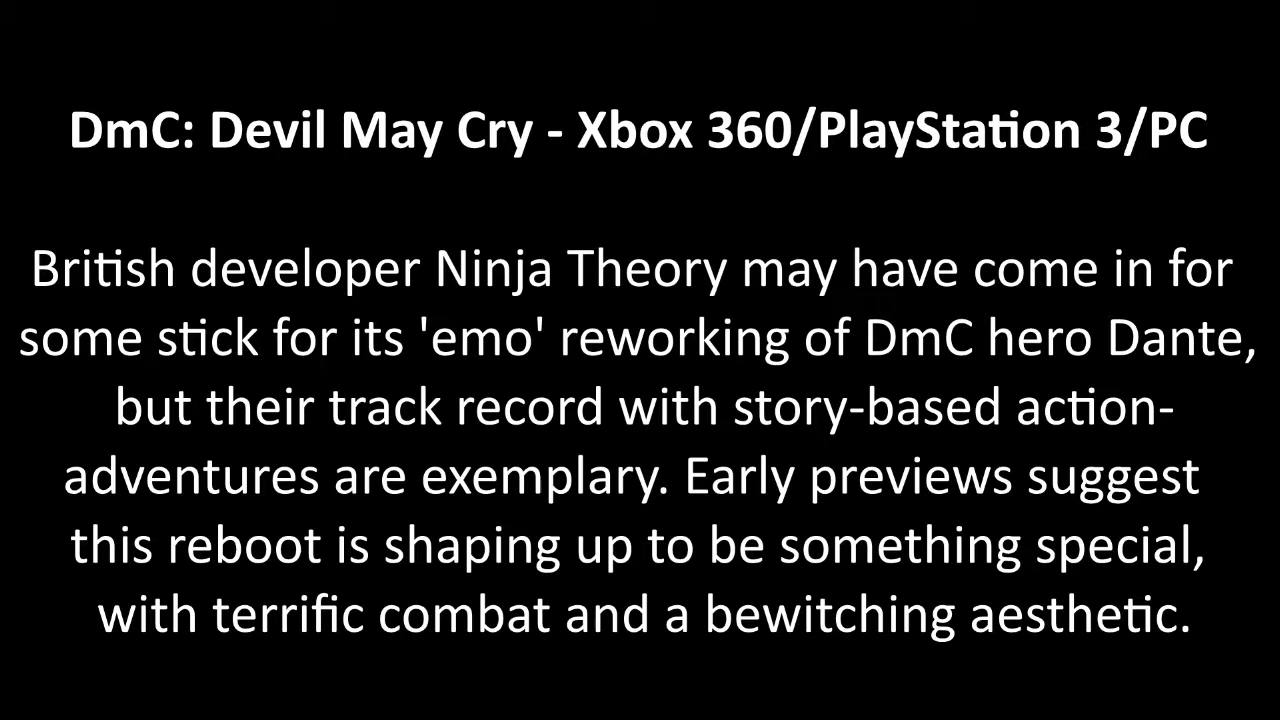 DmC: Devil May Cry - Xbox 360/PlayStation 3/PC
British developer Ninja Theory may have come in for
some stick for its 'emo' reworking of DmC hero Dante,
but their track record with story-based action-
adventures are exemplary. Early previews suggest
this reboot is shaping up to be something special,
with terrific combat and a bewitching aesthetic.